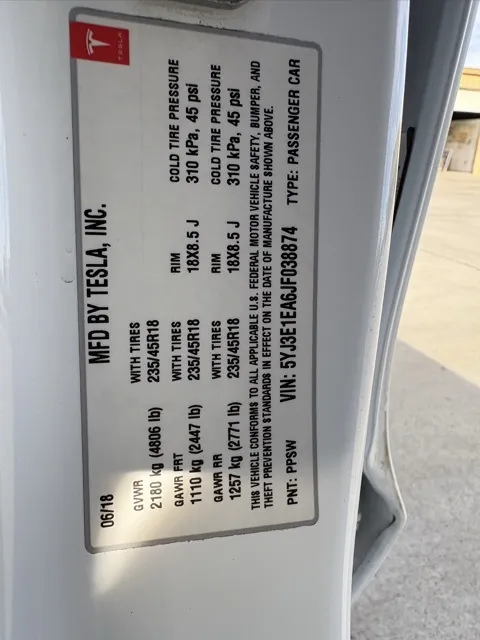 TESLA
MFD BY TESLA, INC.
06/18
GVWR WITH TIRES
2180 kg (4806 lb) 235/45R18
GAWR FRT WITH TIRES RIM COLD TIRE PRESSURE
1110 kg (2447 lb) 235/45R18 18X8.5 J 310 kPa, 45 psi
GAWR RR WITH TIRES RIM COLD TIRE PRESSURE
1257 kg (2771 lb) 235/45R18 18X8.5 J 310 kPa, 45 psi
THIS VEHICLE CONFORMS TO ALL APPLICABLE U.S. FEDERAL MOTOR VEHICLE SAFETY, BUMPER, AND
THEFT PREVENTION STANDARDS IN EFFECT ON THE DATE OF MANUFACTURE SHOWN ABOVE.
PNT: PPSW VIN: 5YJ3E1EA6JF038874 TYPE: PASSENGER CAR